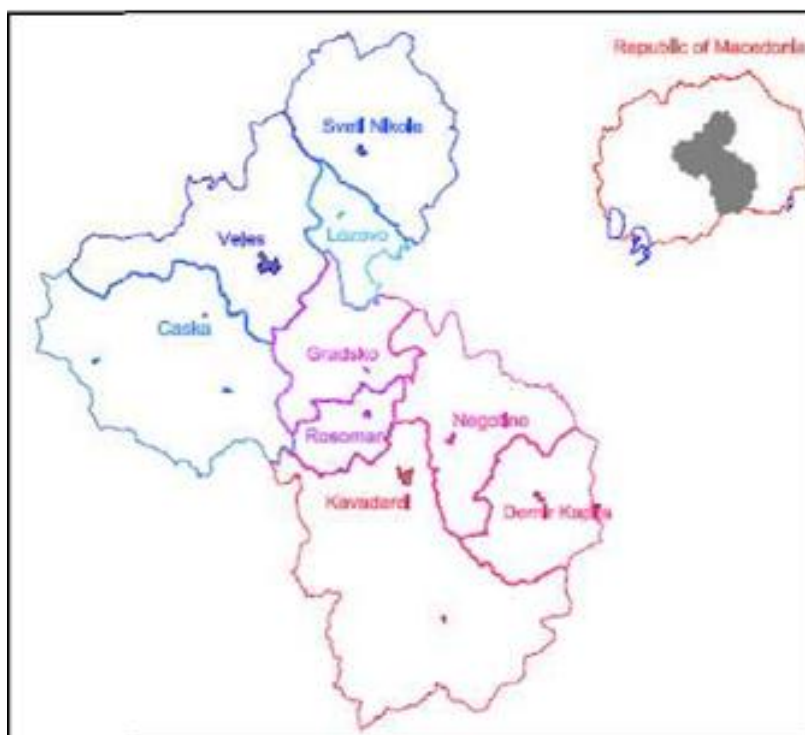 Republic of Macedonia
Sveti Nikole
Lozovo
Veles
Caska
Gradsko
Negotino
Rosoman
Kavadarci
Demir Kapija